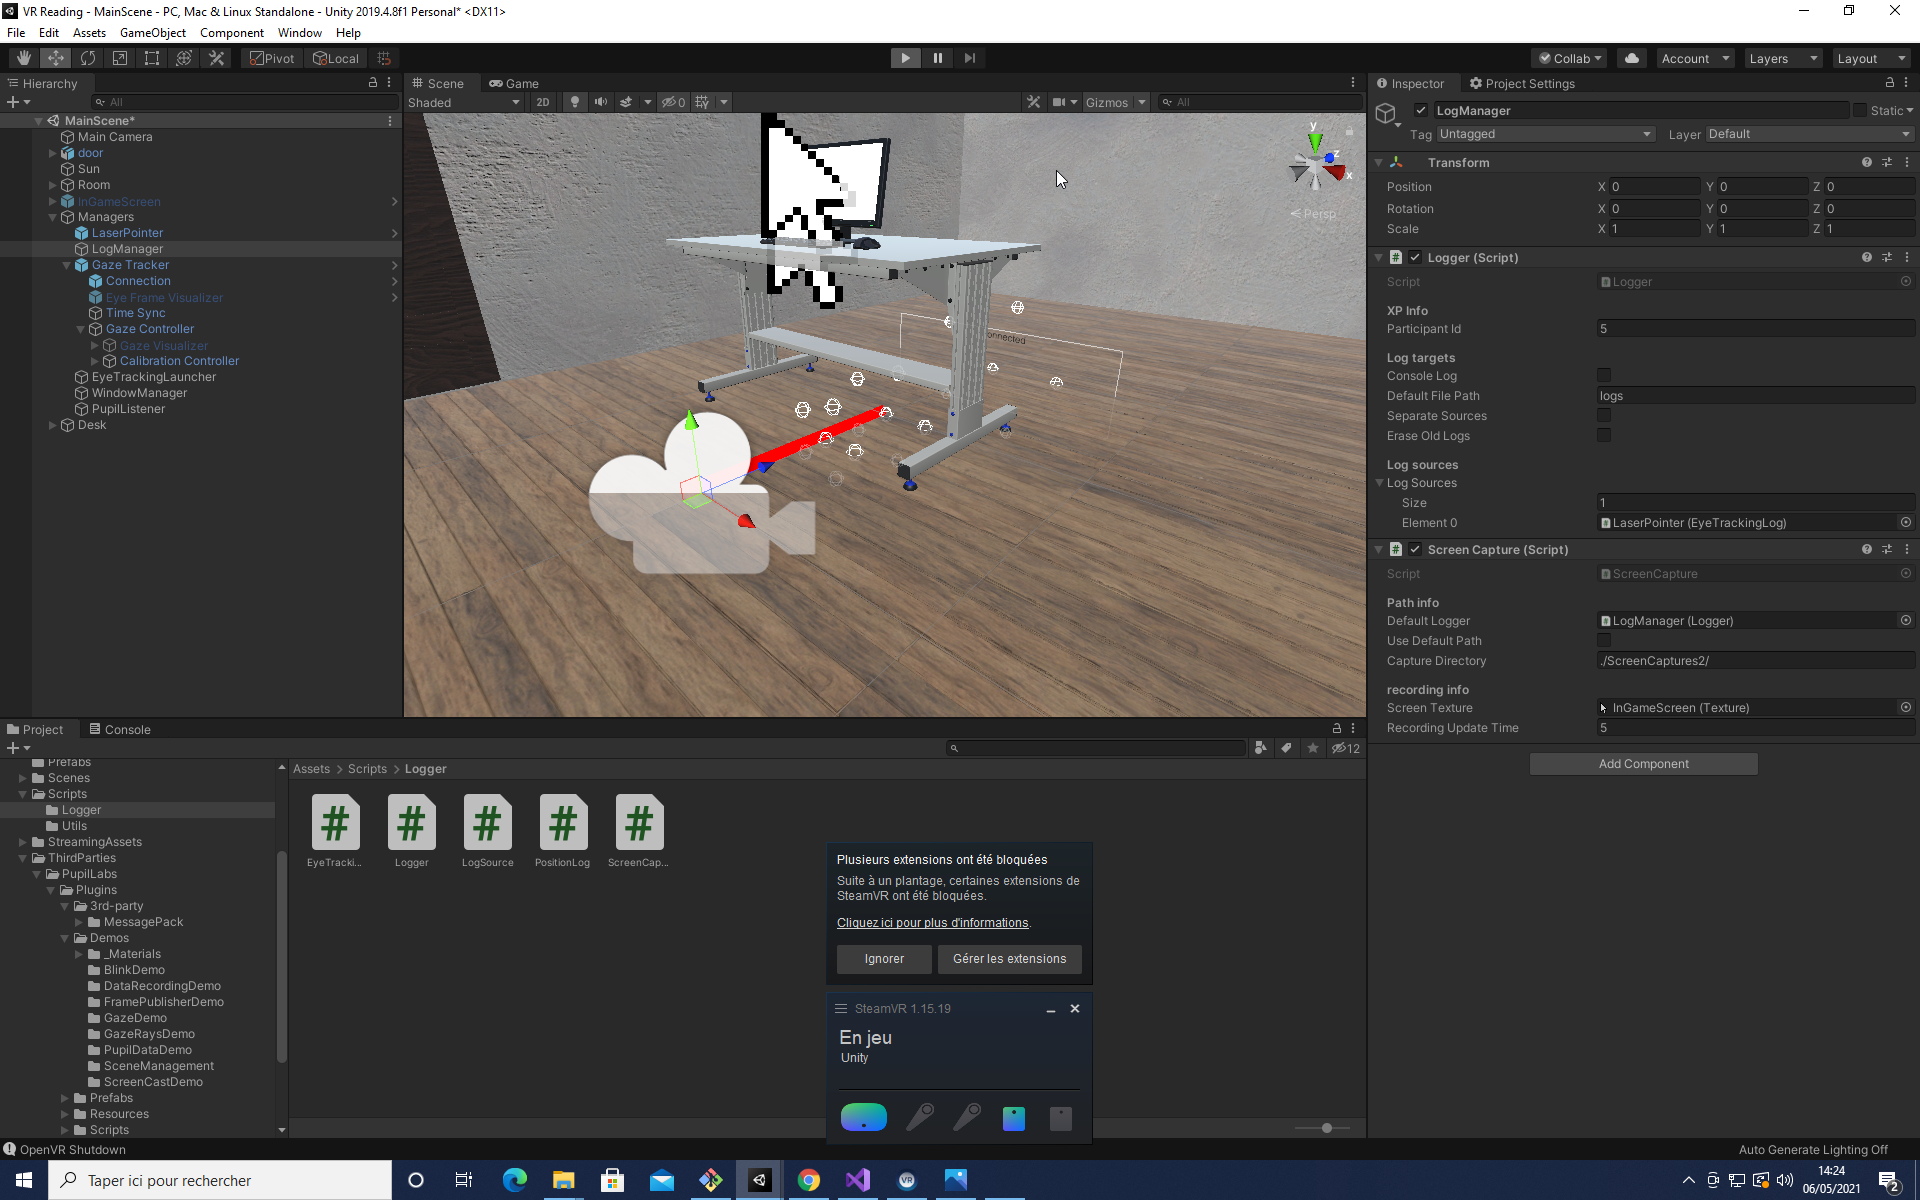 VR Reading - MainScene - PC, Mac & Linux Standalone - Unity 2019.4.8f1 Personal* <DX11>
File Edit Assets GameObject Component Window Help
Pivot Local Collab Account Layers Layout
Hierarchy
All
MainScene*
Main Camera
door
Sun
Room
InGameScreen
Managers
LaserPointer
LogManager
Gaze Tracker
Connection
Eye Frame Visualizer
Time Sync
Gaze Controller
Gaze Visualizer
Calibration Controller
EyeTrackingLauncher
WindowManager
PupilListener
Desk
Scene Game
Shaded 2D 0 Gizmos All
y
z
x
Persp
onnected
Inspector Project Settings
LogManager Static
Tag Untagged Layer Default
Transform
Position X 0 Y 0 Z 0
Rotation X 0 Y 0 Z 0
Scale X 1 Y 1 Z 1
Logger (Script)
Script Logger
XP Info
Participant Id 5
Log targets
Console Log
Default File Path logs
Separate Sources
Erase Old Logs
Log sources
Log Sources
Size 1
Element 0 LaserPointer (EyeTrackingLog)
Screen Capture (Script)
Script ScreenCapture
Path info
Default Logger LogManager (Logger)
Use Default Path
Capture Directory ./ScreenCaptures2/
recording info
Screen Texture InGameScreen (Texture)
Recording Update Time 5
Add Component
Project Console
12
Prefabs
Scenes
Scripts
Logger
Utils
StreamingAssets
ThirdParties
PupilLabs
Plugins
3rd-party
MessagePack
Demos
_Materials
BlinkDemo
DataRecordingDemo
FramePublisherDemo
GazeDemo
GazeRaysDemo
PupilDataDemo
SceneManagement
ScreenCastDemo
Prefabs
Resources
Scripts
Assets > Scripts > Logger
EyeTracki... Logger LogSource PositionLog ScreenCap...
Plusieurs extensions ont été bloquées
Suite à un plantage, certaines extensions de
SteamVR ont été bloquées.
Cliquez ici pour plus d'informations.
Ignorer Gérer les extensions
SteamVR 1.15.19
En jeu
Unity
OpenVR Shutdown
Auto Generate Lighting Off
Taper ici pour rechercher
VR
14:24
06/05/2021
2